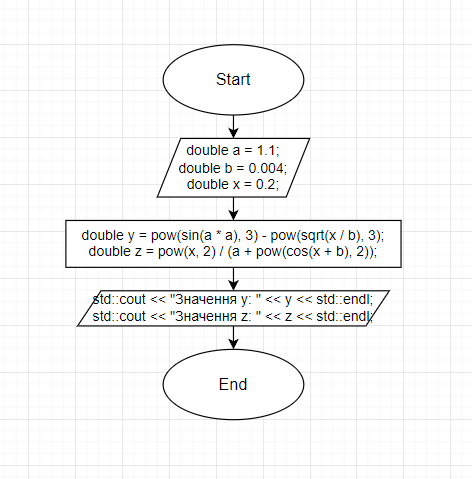 Start
double a = 1.1;
double b = 0.004;
double x = 0.2;
double y = pow(sin(a * a), 3) - pow(sqrt(x / b), 3);
double z = pow(x, 2) / (a + pow(cos(x + b), 2));
std::cout << "Значення y: " << y << std::endl;
std::cout << "Значення z: " << z << std::endl;
End